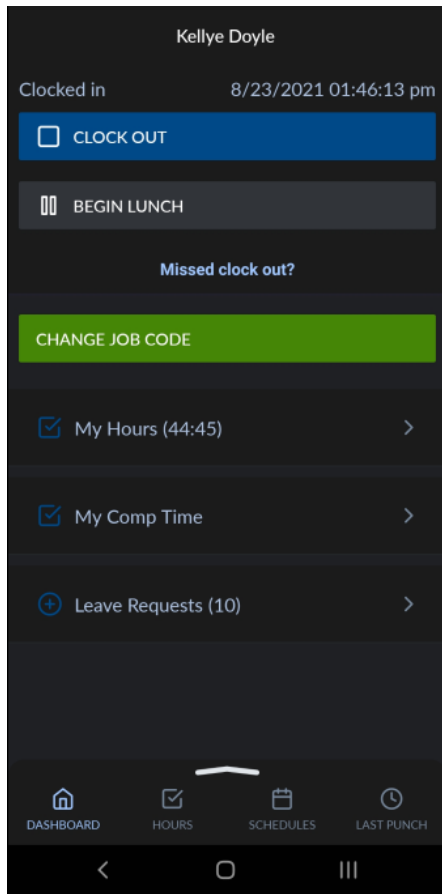 Kellye Doyle
Clocked in 8/23/2021 01:46:13 pm
CLOCK OUT
BEGIN LUNCH
Missed clock out?
CHANGE JOB CODE
My Hours (44:45)
My Comp Time
Leave Requests (10)
DASHBOARD HOURS SCHEDULES LAST PUNCH